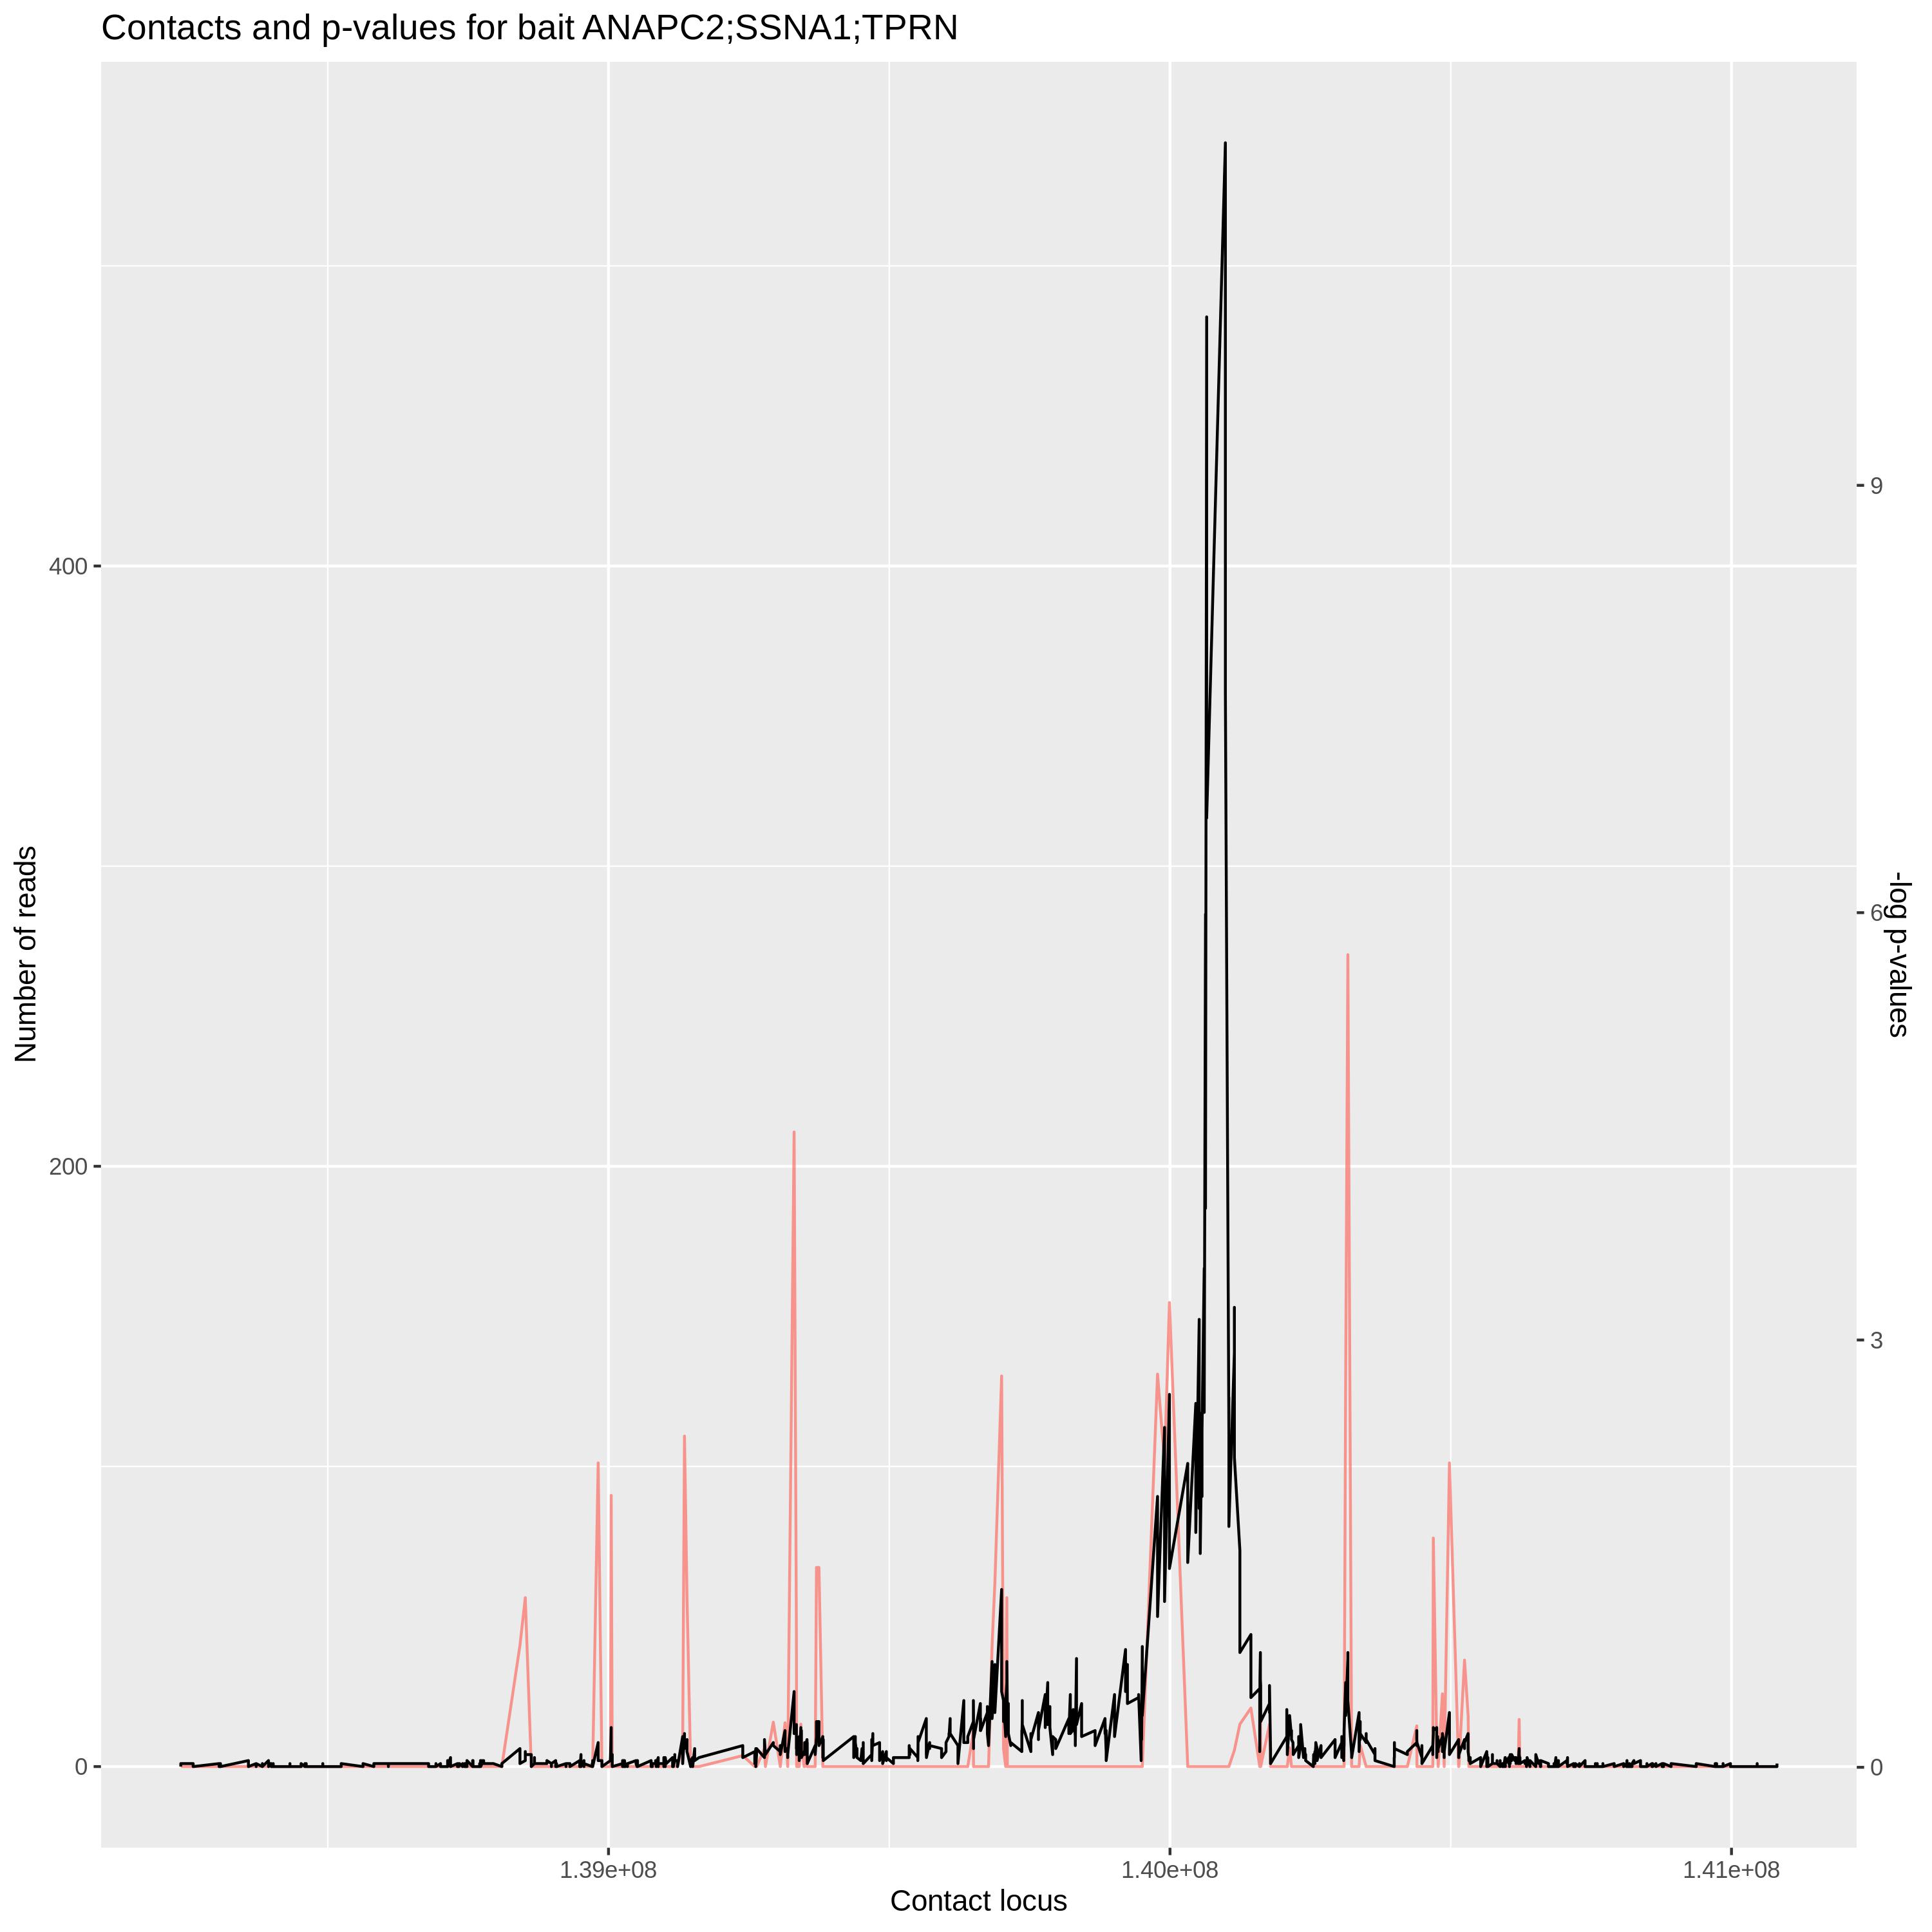 Contacts and p-values for bait ANAPC2;SSNA1;TPRN
Number of reads
400
200
0
9
6
3
0
-log p-values
1.39e+08 1.40e+08 1.41e+08
Contact locus